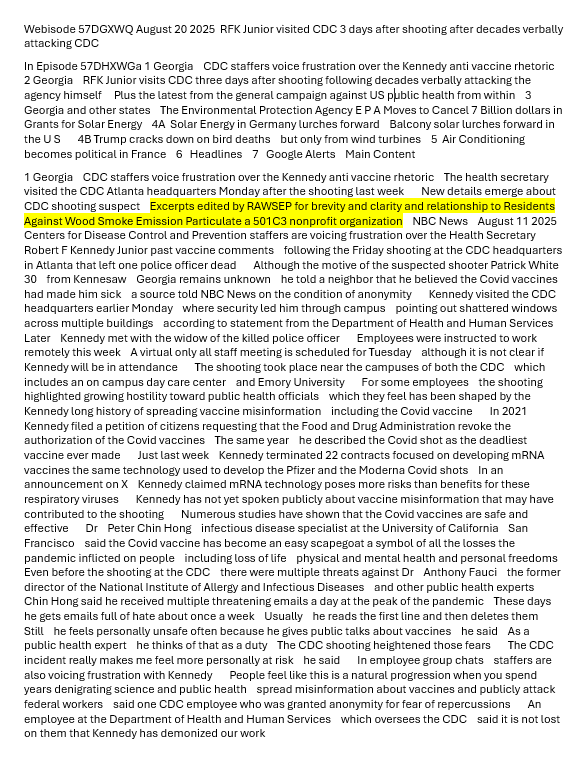 Webisode 57DGXWQ August 20 2025  RFK Junior visited CDC 3 days after shooting after decades verbally
attacking CDC
In Episode 57DHXWGa 1 Georgia    CDC staffers voice frustration over the Kennedy anti vaccine rhetoric
2 Georgia    RFK Junior visits CDC three days after shooting following decades verbally attacking the
agency himself    Plus the latest from the general campaign against US public health from within    3
Georgia and other states    The Environmental Protection Agency E P A Moves to Cancel 7 Billion dollars in
Grants for Solar Energy    4A  Solar Energy in Germany lurches forward    Balcony solar lurches forward in
the U S      4B Trump cracks down on bird deaths    but only from wind turbines    5  Air Conditioning
becomes political in France    6   Headlines    7   Google Alerts    Main Content
1 Georgia    CDC staffers voice frustration over the Kennedy anti vaccine rhetoric    The health secretary
visited the CDC Atlanta headquarters Monday after the shooting last week      New details emerge about
CDC shooting suspect    Excerpts edited by RAWSEP for brevity and clarity and relationship to Residents
Against Wood Smoke Emission Particulate a 501C3 nonprofit organization    NBC News    August 11 2025
Centers for Disease Control and Prevention staffers are voicing frustration over the Health Secretary
Robert F Kennedy Junior past vaccine comments    following the Friday shooting at the CDC headquarters
in Atlanta that left one police officer dead      Although the motive of the suspected shooter Patrick White
30    from Kennesaw    Georgia remains unknown    he told a neighbor that he believed the Covid vaccines
had made him sick    a source told NBC News on the condition of anonymity      Kennedy visited the CDC
headquarters earlier Monday    where security led him through campus    pointing out shattered windows
across multiple buildings    according to statement from the Department of Health and Human Services
Later    Kennedy met with the widow of the killed police officer      Employees were instructed to work
remotely this week    A virtual only all staff meeting is scheduled for Tuesday    although it is not clear if
Kennedy will be in attendance      The shooting took place near the campuses of both the CDC    which
includes an on campus day care center    and Emory University      For some employees    the shooting
highlighted growing hostility toward public health officials    which they feel has been shaped by the
Kennedy long history of spreading vaccine misinformation    including the Covid vaccine      In 2021
Kennedy filed a petition of citizens requesting that the Food and Drug Administration revoke the
authorization of the Covid vaccines    The same year    he described the Covid shot as the deadliest
vaccine ever made      Just last week    Kennedy terminated 22 contracts focused on developing mRNA
vaccines the same technology used to develop the Pfizer and the Moderna Covid shots    In an
announcement on X    Kennedy claimed mRNA technology poses more risks than benefits for these
respiratory viruses      Kennedy has not yet spoken publicly about vaccine misinformation that may have
contributed to the shooting      Numerous studies have shown that the Covid vaccines are safe and
effective      Dr    Peter Chin Hong    infectious disease specialist at the University of California    San
Francisco    said the Covid vaccine has become an easy scapegoat a symbol of all the losses the
pandemic inflicted on people    including loss of life    physical and mental health and personal freedoms
Even before the shooting at the CDC    there were multiple threats against Dr    Anthony Fauci    the former
director of the National Institute of Allergy and Infectious Diseases    and other public health experts
Chin Hong said he received multiple threatening emails a day at the peak of the pandemic    These days
he gets emails full of hate about once a week    Usually    he reads the first line and then deletes them
Still    he feels personally unsafe often because he gives public talks about vaccines    he said    As a
public health expert    he thinks of that as a duty    The CDC shooting heightened those fears      The CDC
incident really makes me feel more personally at risk    he said      In employee group chats    staffers are
also voicing frustration with Kennedy      People feel like this is a natural progression when you spend
years denigrating science and public health    spread misinformation about vaccines and publicly attack
federal workers    said one CDC employee who was granted anonymity for fear of repercussions      An
employee at the Department of Health and Human Services    which oversees the CDC    said it is not lost
on them that Kennedy has demonized our work